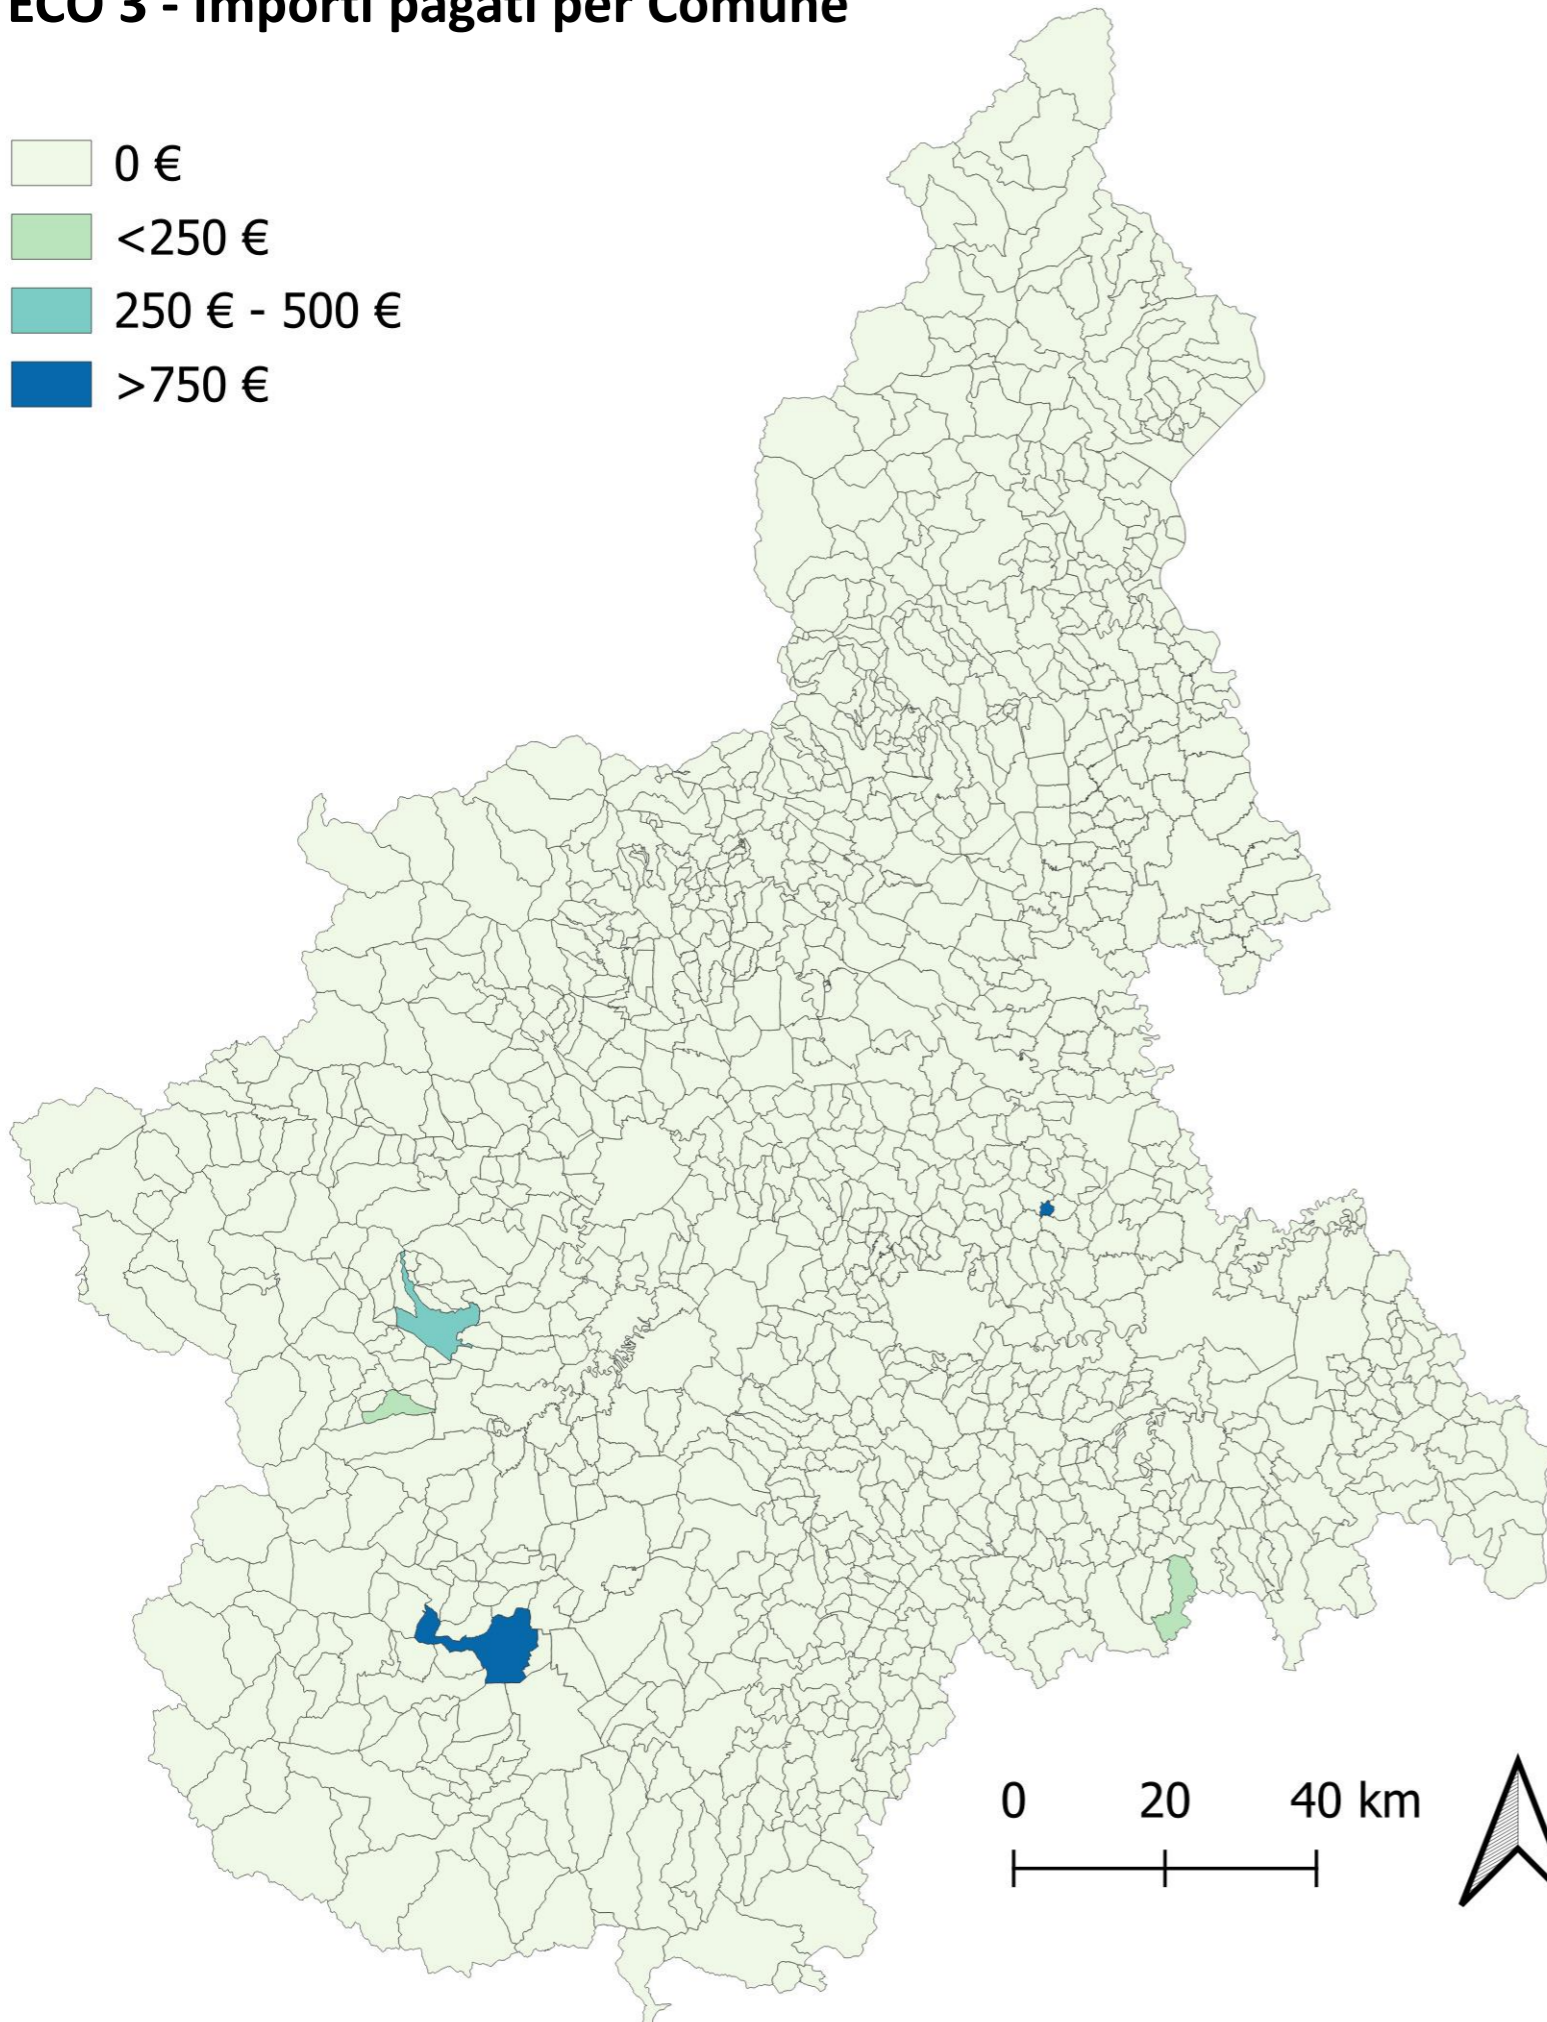 ECO 3 - Importi pagati per Comune
0 €
<250 €
250 € - 500 €
>750 €
0 20 40 km